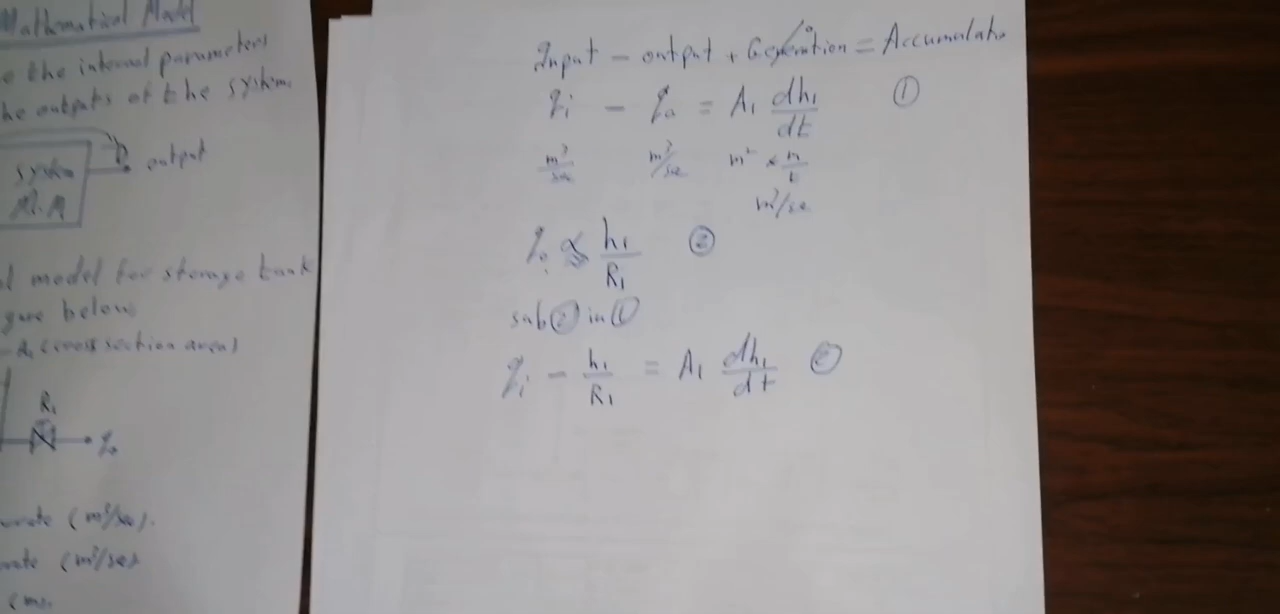 Mathematical Model
the internal parameters
he outputs of the system.
system
M.M
output
l model for storage tank
gure below
A₁ (cross section area)
R₁
q₀
rate (m³/sec).
rate (m³/sec)
(m).
Input - output + Generation = Accumulatio
qᵢ - q₀ = A₁ dh₁/dt ①
m³/sec m³/sec m² × m/t
m³/sec
q₀ ∝ h₁/R₁ ②
sub ② in ①
qᵢ - h₁/R₁ = A₁ dh₁/dt